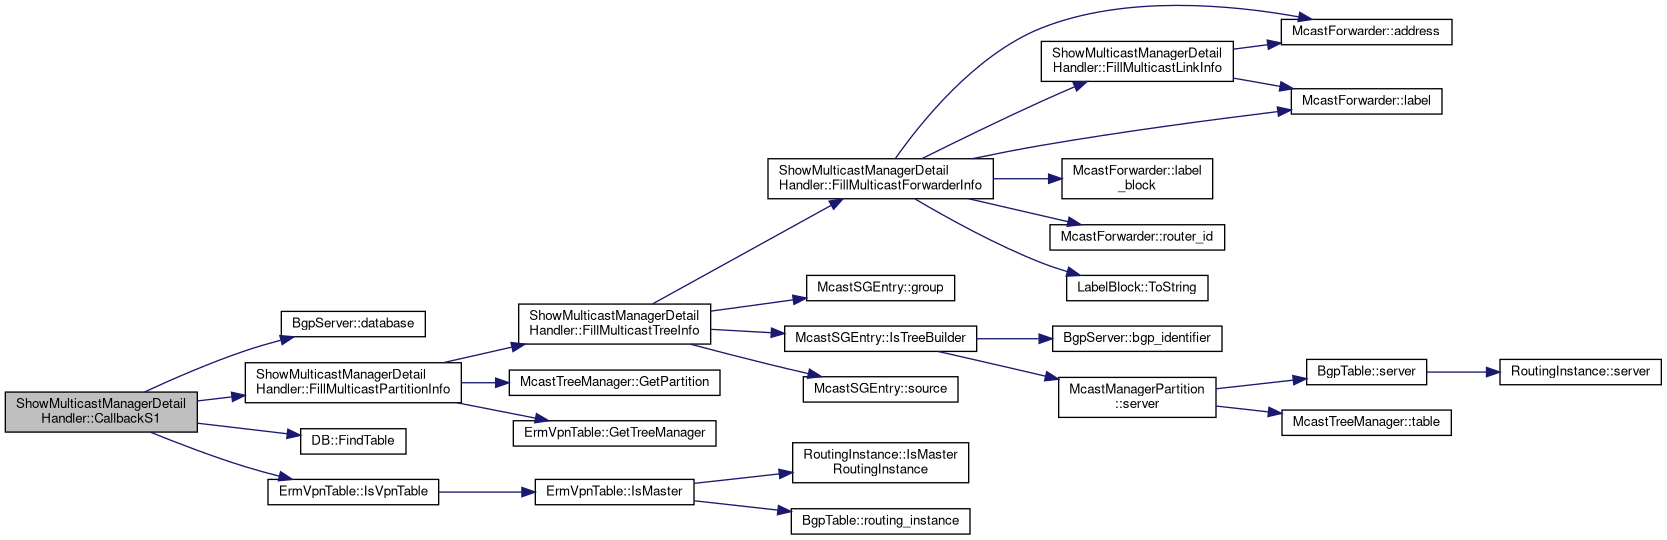 McastForwarder::address
ShowMulticastManagerDetail
Handler::FillMulticastLinkInfo
McastForwarder::label
ShowMulticastManagerDetail
Handler::FillMulticastForwarderInfo
McastForwarder::label
_block
McastForwarder::router_id
LabelBlock::ToString
McastSGEntry::group
ShowMulticastManagerDetail
Handler::FillMulticastTreeInfo
BgpServer::database
McastSGEntry::IsTreeBuilder
BgpServer::bgp_identifier
ShowMulticastManagerDetail
Handler::FillMulticastPartitionInfo
McastTreeManager::GetPartition
McastSGEntry::source
McastManagerPartition
::server
BgpTable::server
RoutingInstance::server
ShowMulticastManagerDetail
Handler::CallbackS1
McastTreeManager::table
ErmVpnTable::GetTreeManager
DB::FindTable
RoutingInstance::IsMaster
RoutingInstance
ErmVpnTable::IsVpnTable
ErmVpnTable::IsMaster
BgpTable::routing_instance